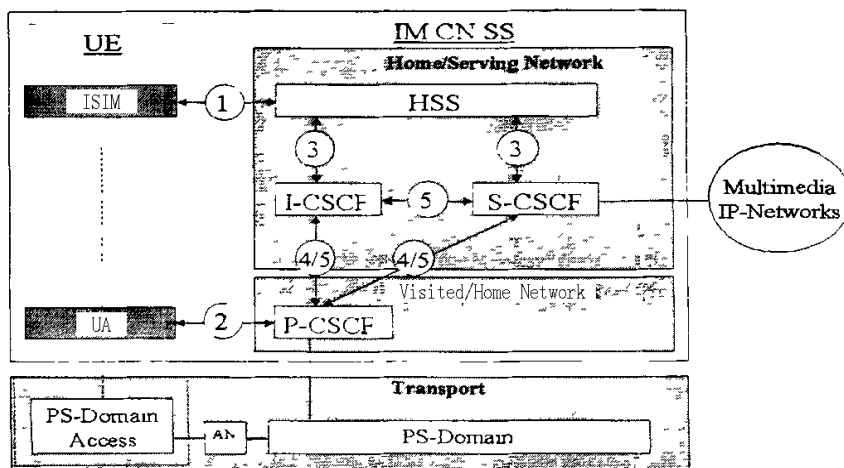 UE
IM CN SS
Home/Serving Network
ISIM
1
HSS
3
3
I-CSCF
5
S-CSCF
Multimedia
IP-Networks
4/5
4/5
Visited/Home Network
UA
2
P-CSCF
Transport
PS-Domain
Access
AN
PS-Domain